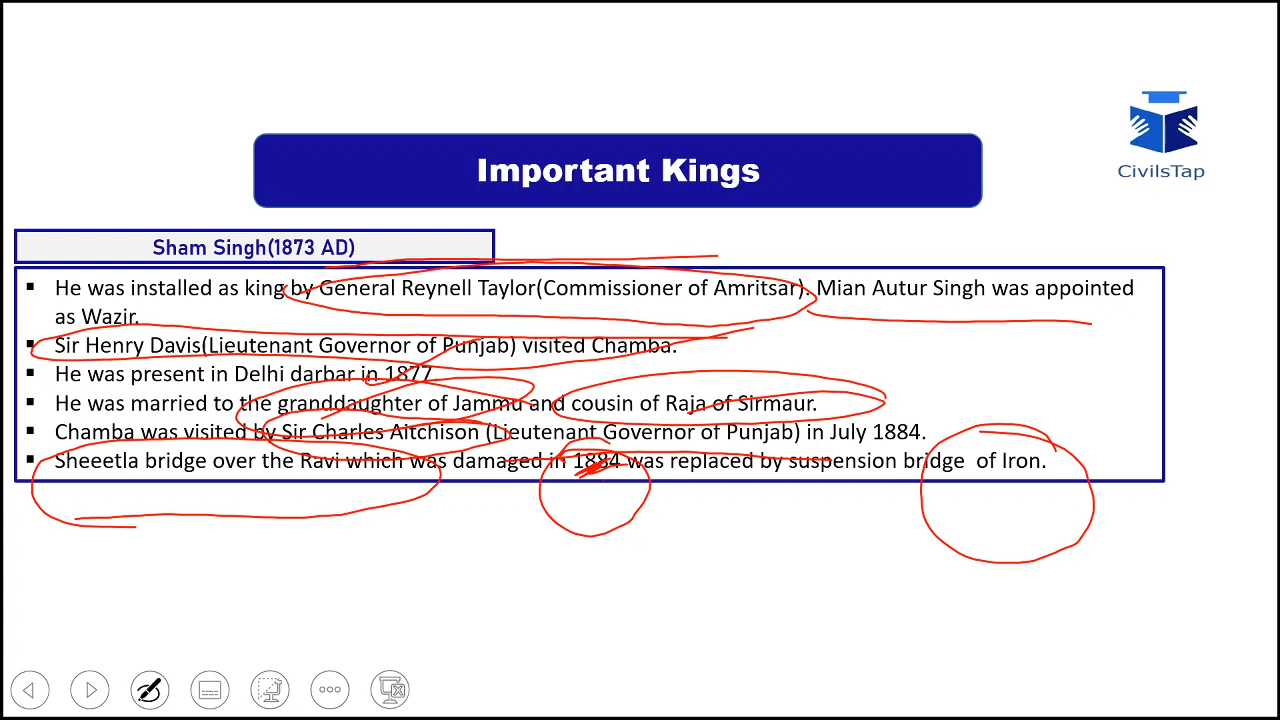 CivilsTap
Important Kings
Sham Singh(1873 AD)
▪ He was installed as king by General Reynell Taylor(Commissioner of Amritsar). Mian Autur Singh was appointed
as Wazir.
▪ Sir Henry Davis(Lieutenant Governor of Punjab) visited Chamba.
▪ He was present in Delhi darbar in 1877.
▪ He was married to the granddaughter of Jammu and cousin of Raja of Sirmaur.
▪ Chamba was visited by Sir Charles Aitchison (Lieutenant Governor of Punjab) in July 1884.
▪ Sheeetla bridge over the Ravi which was damaged in 1884 was replaced by suspension bridge of Iron.